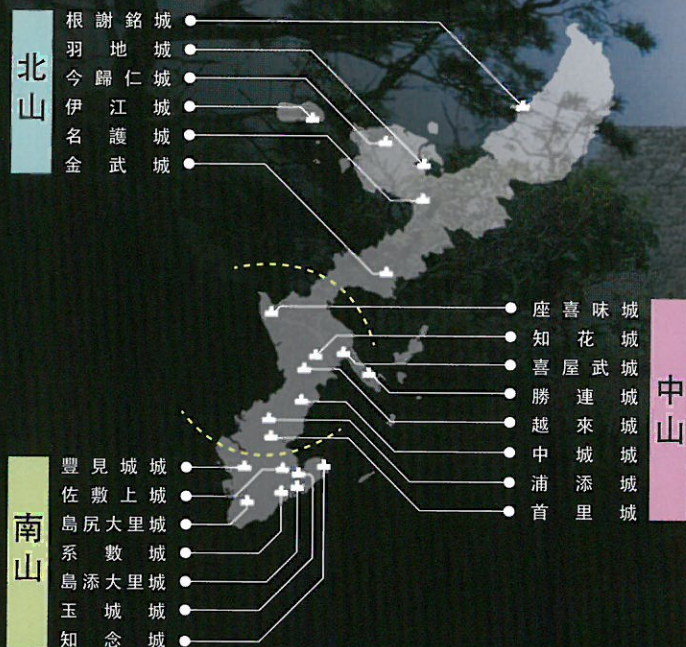 北山
根謝銘城
羽地城
今歸仁城
伊江城
名護城
金武城
中山
座喜味城
知花城
喜屋武城
勝連城
越來城
中城城
浦添城
首里城
南山
豐見城城
佐敷上城
島尻大里城
系數城
島添大里城
玉城城
知念城